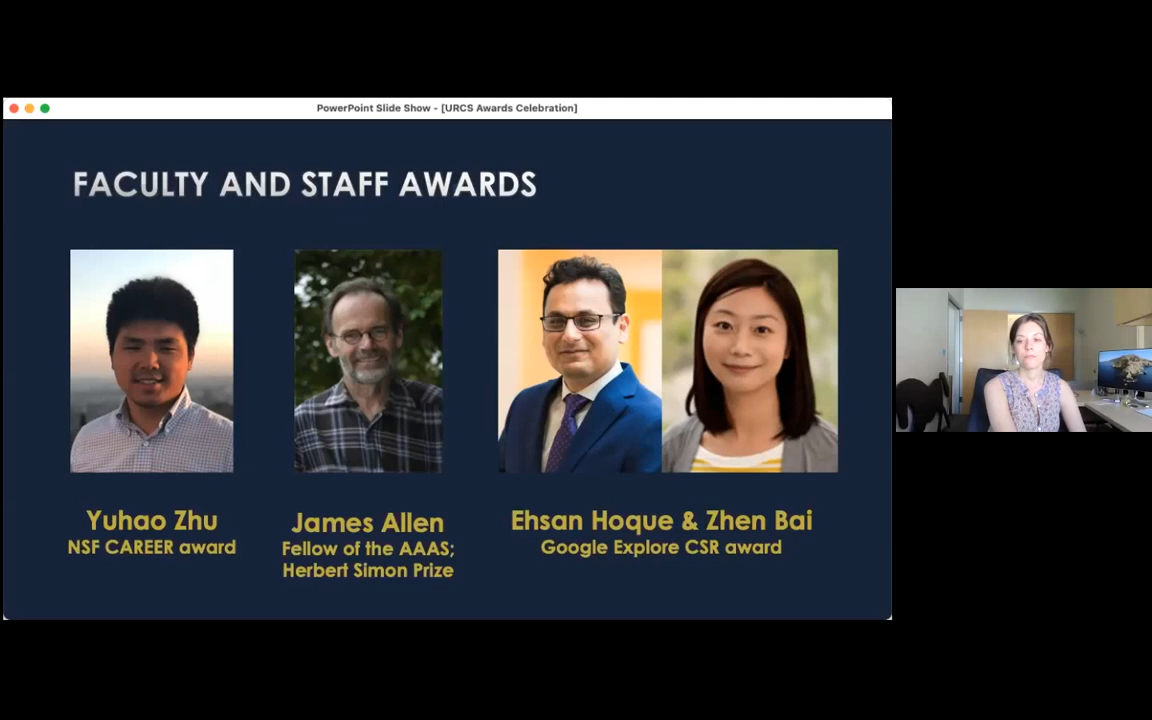 PowerPoint Slide Show - [URCS Awards Celebration]
FACULTY AND STAFF AWARDS
Yuhao Zhu
NSF CAREER award
James Allen
Fellow of the AAAS;
Herbert Simon Prize
Ehsan Hoque & Zhen Bai
Google Explore CSR award